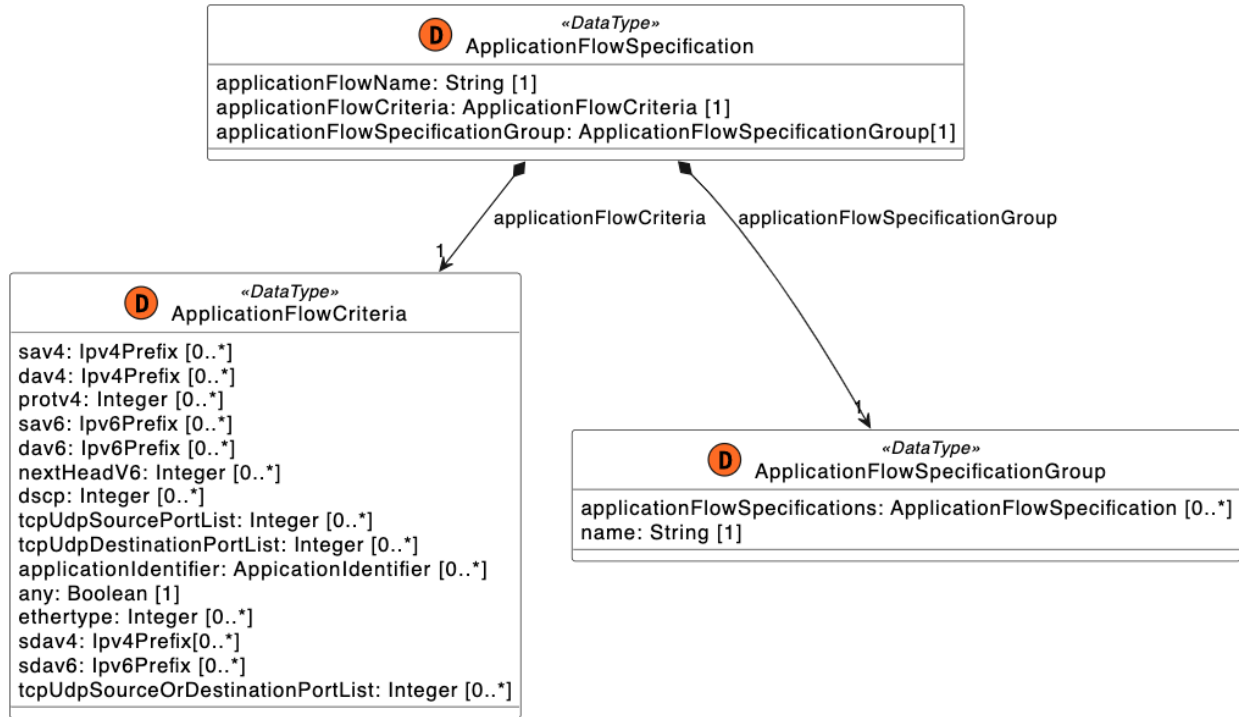 «DataType»
D
ApplicationFlowSpecification
applicationFlowName: String [1]
applicationFlowCriteria: ApplicationFlowCriteria [1]
applicationFlowSpecificationGroup: ApplicationFlowSpecificationGroup[1]
applicationFlowCriteria
applicationFlowSpecificationGroup
1
«DataType»
D
ApplicationFlowCriteria
sav4: Ipv4Prefix [0..*]
dav4: Ipv4Prefix [0..*]
protv4: Integer [0..*]
sav6: Ipv6Prefix [0..*]
dav6: Ipv6Prefix [0..*]
nextHeadV6: Integer [0..*]
dscp: Integer [0..*]
tcpUdpSourcePortList: Integer [0..*]
tcpUdpDestinationPortList: Integer [0..*]
applicationIdentifier: AppicationIdentifier [0..*]
any: Boolean [1]
ethertype: Integer [0..*]
sdav4: Ipv4Prefix[0..*]
sdav6: Ipv6Prefix [0..*]
tcpUdpSourceOrDestinationPortList: Integer [0..*]
1
«DataType»
D
ApplicationFlowSpecificationGroup
applicationFlowSpecifications: ApplicationFlowSpecification [0..*]
name: String [1]